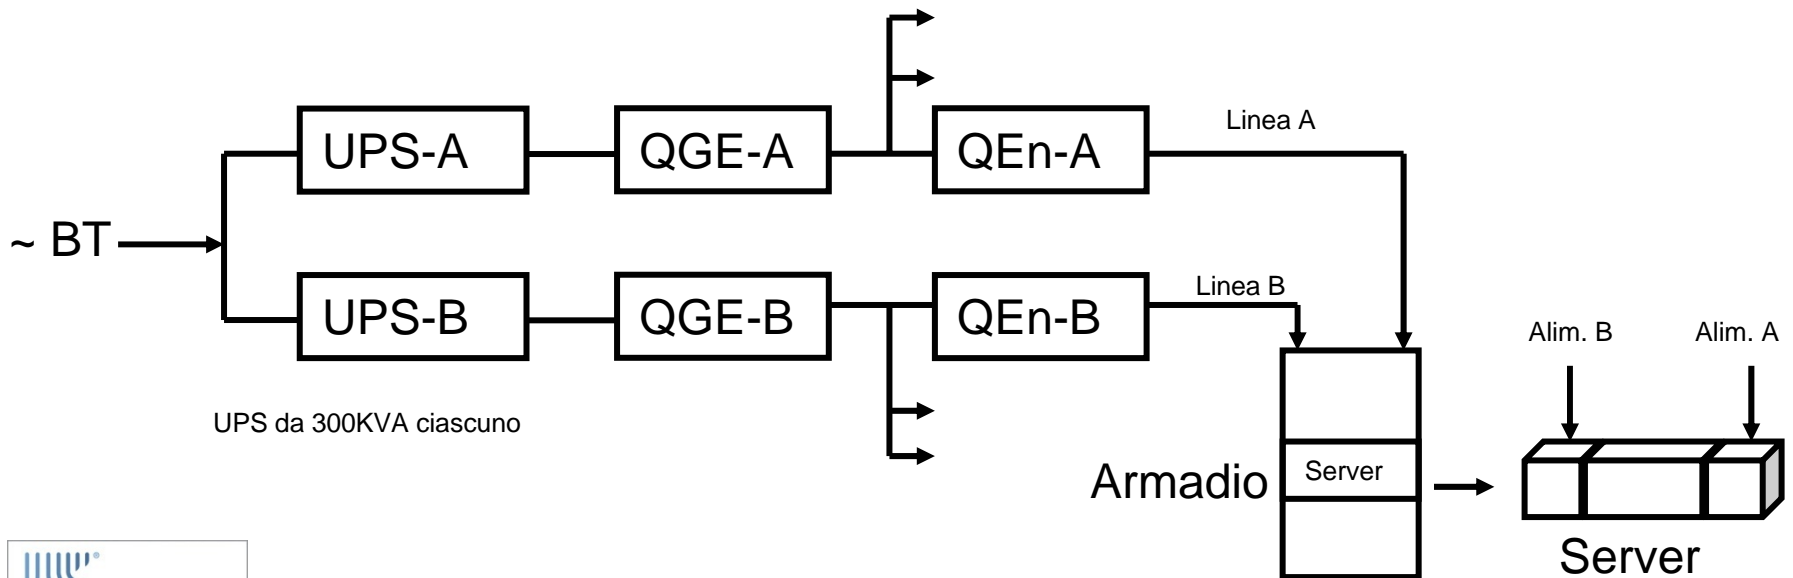 UPS-A
QGE-A
QEn-A
Linea A
~ BT
UPS-B
QGE-B
QEn-B
Linea B
UPS da 300KVA ciascuno
Alim. B
Alim. A
Armadio
Server
Server